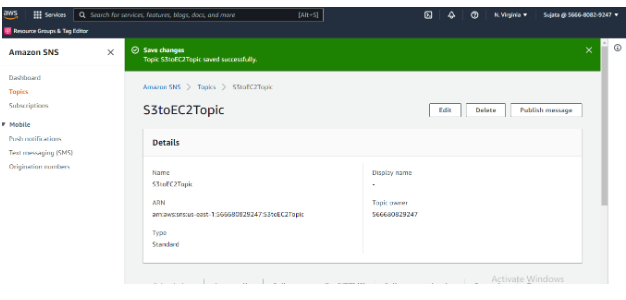 aws
Services
Search for services, features, blogs, docs, and more
[Alt+S]
N. Virginia
Sujata @ 5666-8082-9247
Resource Groups & Tag Editor
Amazon SNS
Dashboard
Topics
Subscriptions
Mobile
Push notifications
Text messaging (SMS)
Origination numbers
Save changes
Topic S3toEC2Topic saved successfully.
Amazon SNS > Topics > S3toEC2Topic
S3toEC2Topic
Edit
Delete
Publish message
Details
Name
S3toEC2Topic
Display name
-
ARN
arn:aws:sns:us-east-1:566680829247:S3toEC2Topic
Topic owner
566680829247
Type
Standard
Activate Windows